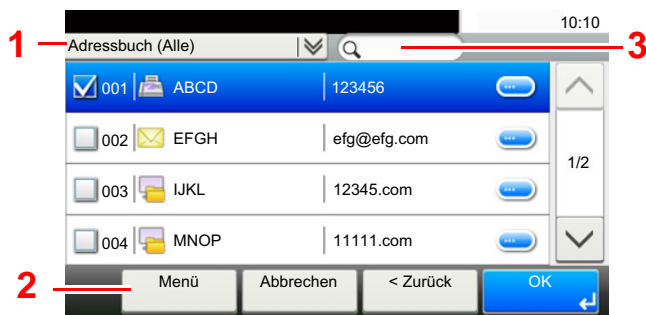 10:10
1 Adressbuch (Alle) 3
001 ABCD 123456
002 EFGH efg@efg.com
1/2
003 IJKL 12345.com
004 MNOP 11111.com
2 Menü Abbrechen < Zurück OK